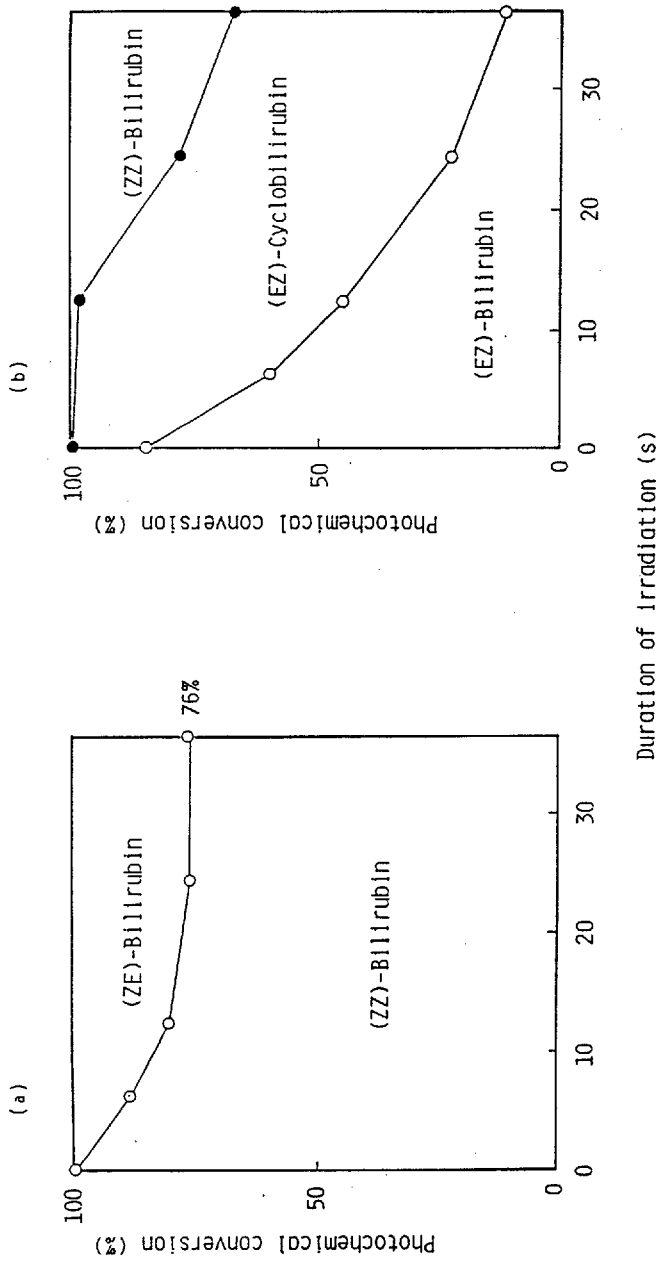 (a)
Photochemical conversion (%)
100
50
0
(ZE)-Bilirubin
76%
(ZZ)-Bilirubin
0
10
20
30
(b)
Photochemical conversion (%)
100
50
0
(ZZ)-Bilirubin
(EZ)-Cyclobilirubin
(EZ)-Bilirubin
0
10
20
30
Duration of irradiation (s)